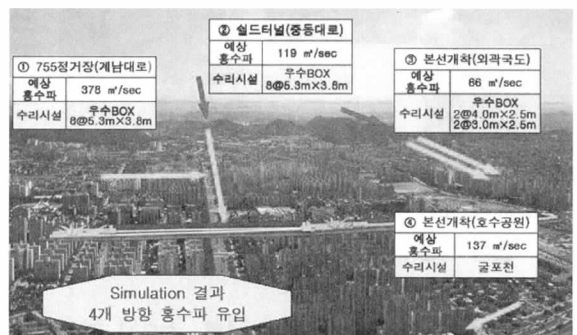 ① 755정거장(계남대로)
예상
홍수파
378 ㎥/sec
수리시설
우수BOX
8@5.3m×3.8m
② 쉴드터널(중동대로)
예상
홍수파
119 ㎥/sec
수리시설
우수BOX
8@5.3m×3.8m
③ 본선개착(외곽국도)
예상
홍수파
66 ㎥/sec
수리시설
우수BOX
2@4.0m×2.5m
2@3.0m×2.5m
④ 본선개착(호수공원)
예상
홍수파
137 ㎥/sec
수리시설
굴포천
Simulation 결과
4개 방향 홍수파 유입